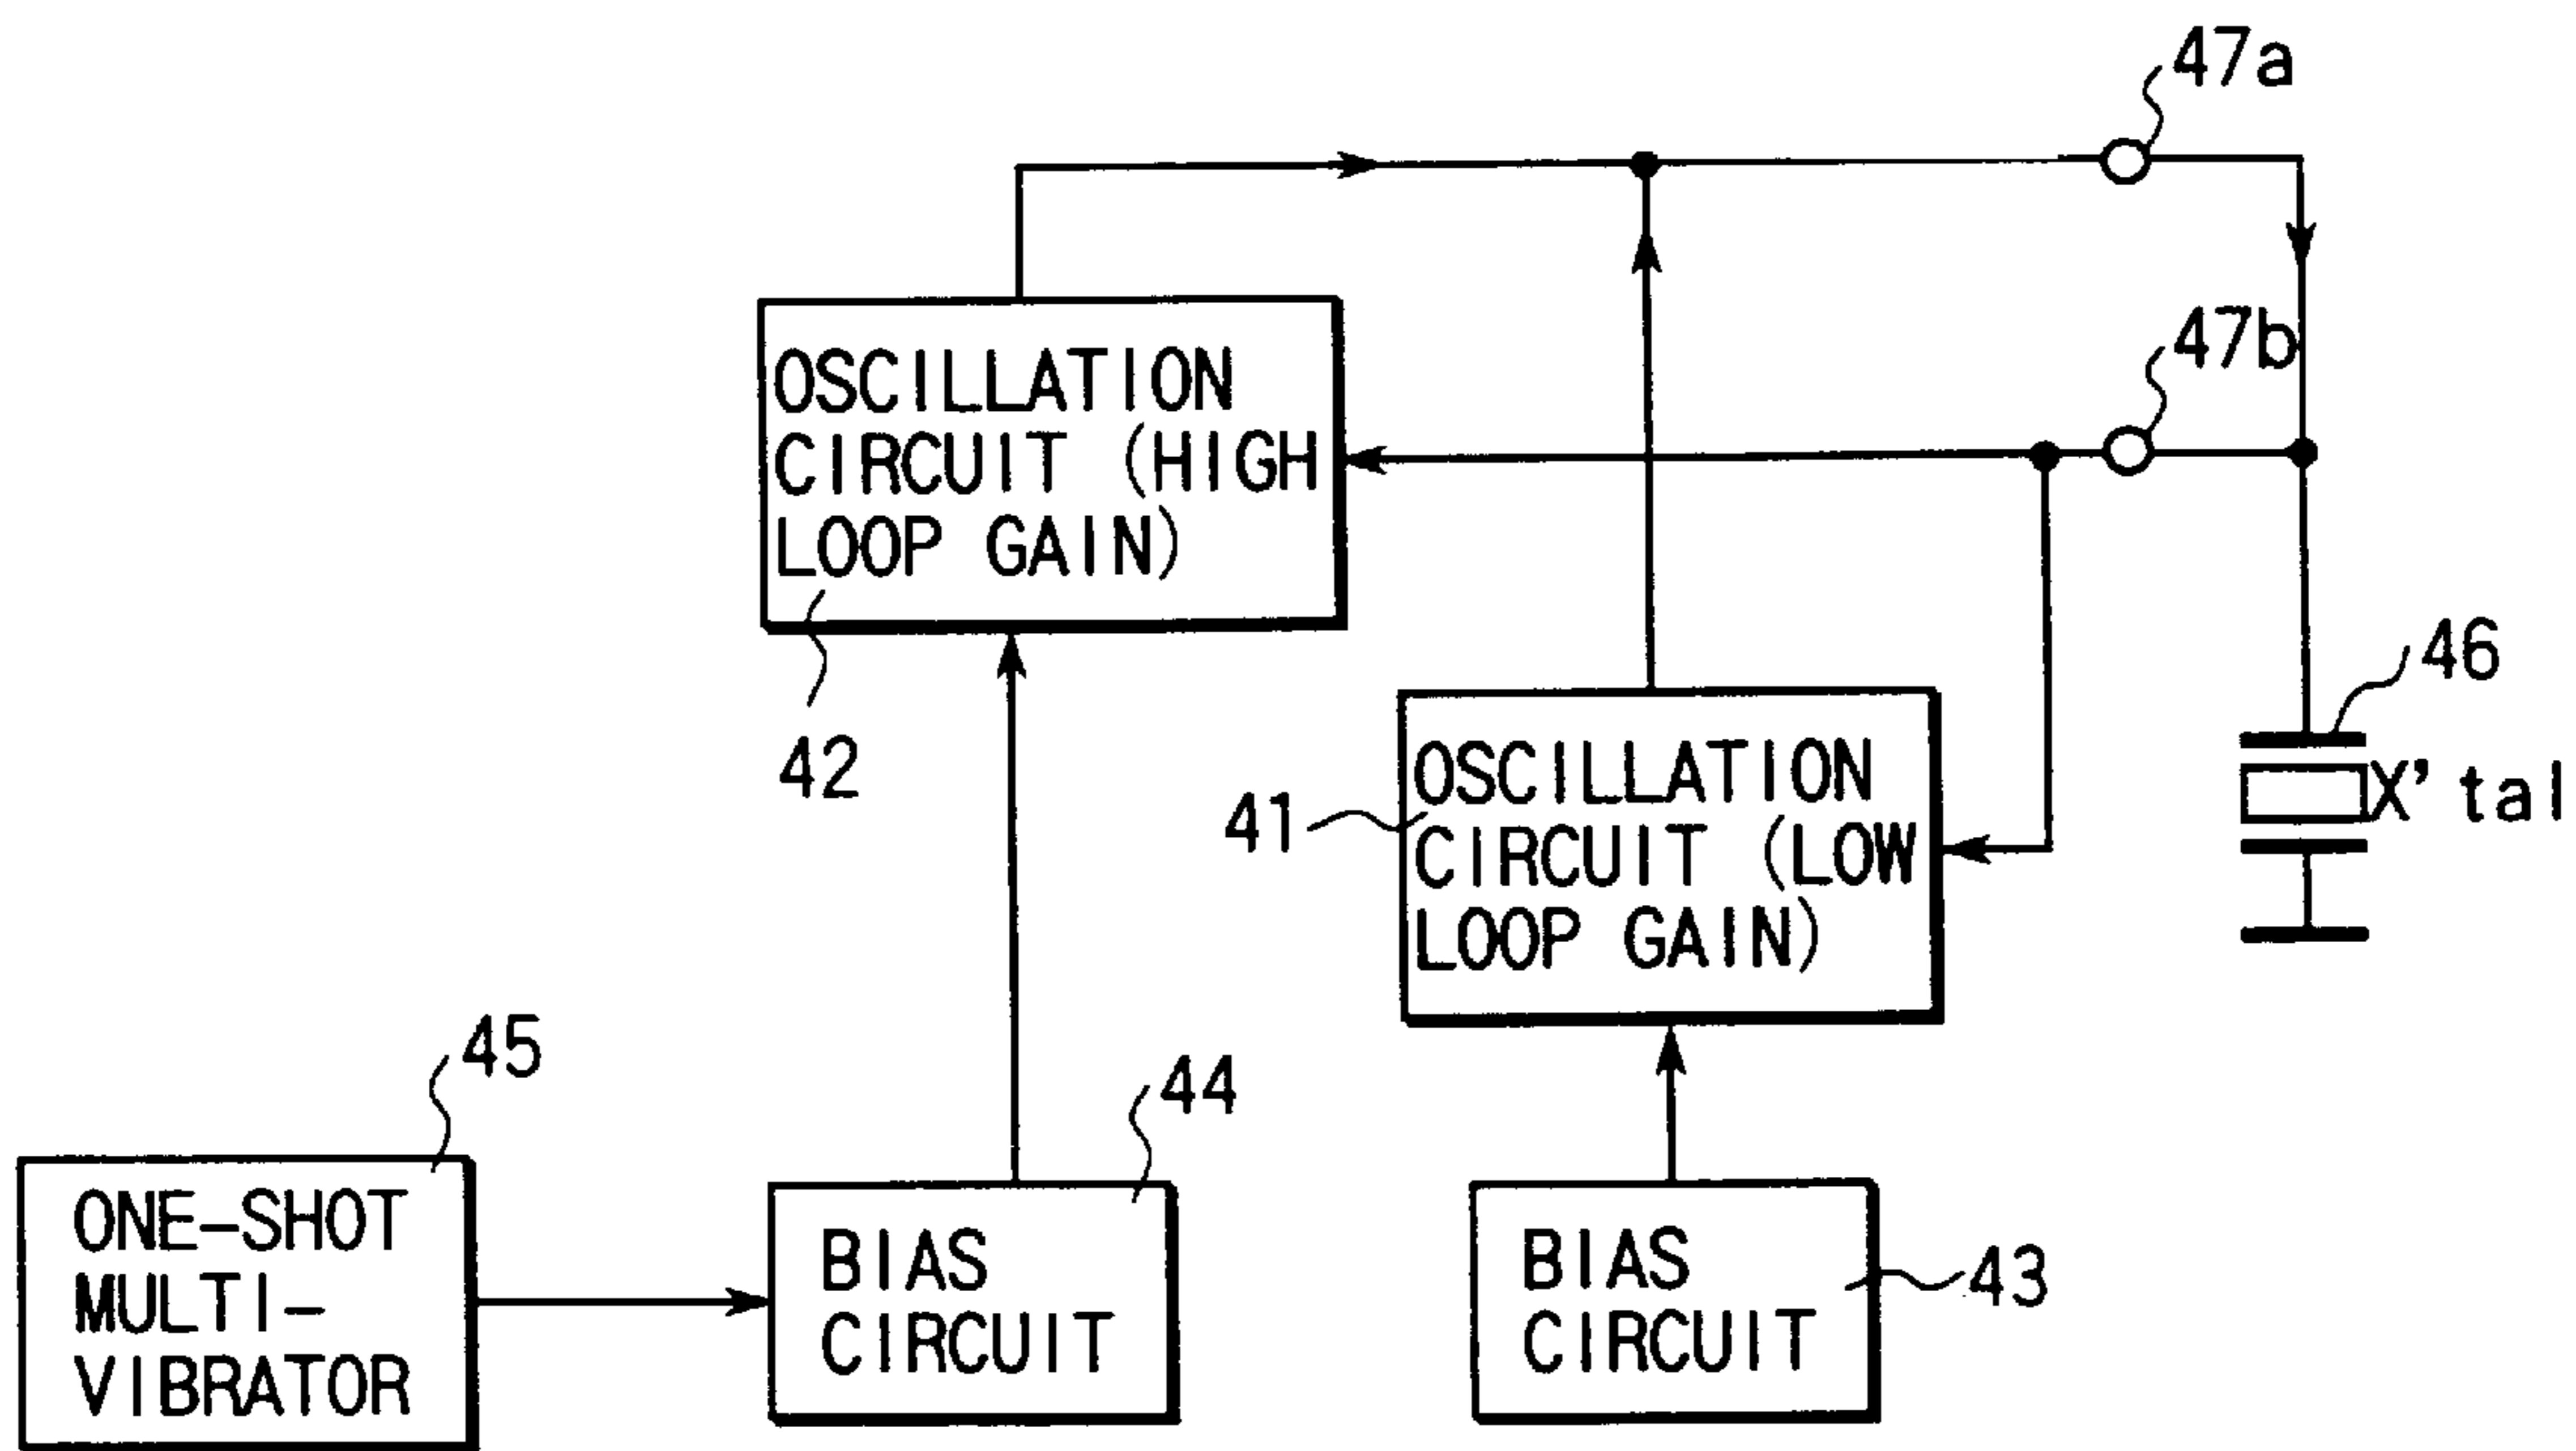 47a
47b
OSCILLATION
CIRCUIT (HIGH
LOOP GAIN)
42
46
X'tal
41
OSCILLATION
CIRCUIT (LOW
LOOP GAIN)
45
ONE-SHOT
MULTI-
VIBRATOR
44
BIAS
CIRCUIT
BIAS
CIRCUIT
43